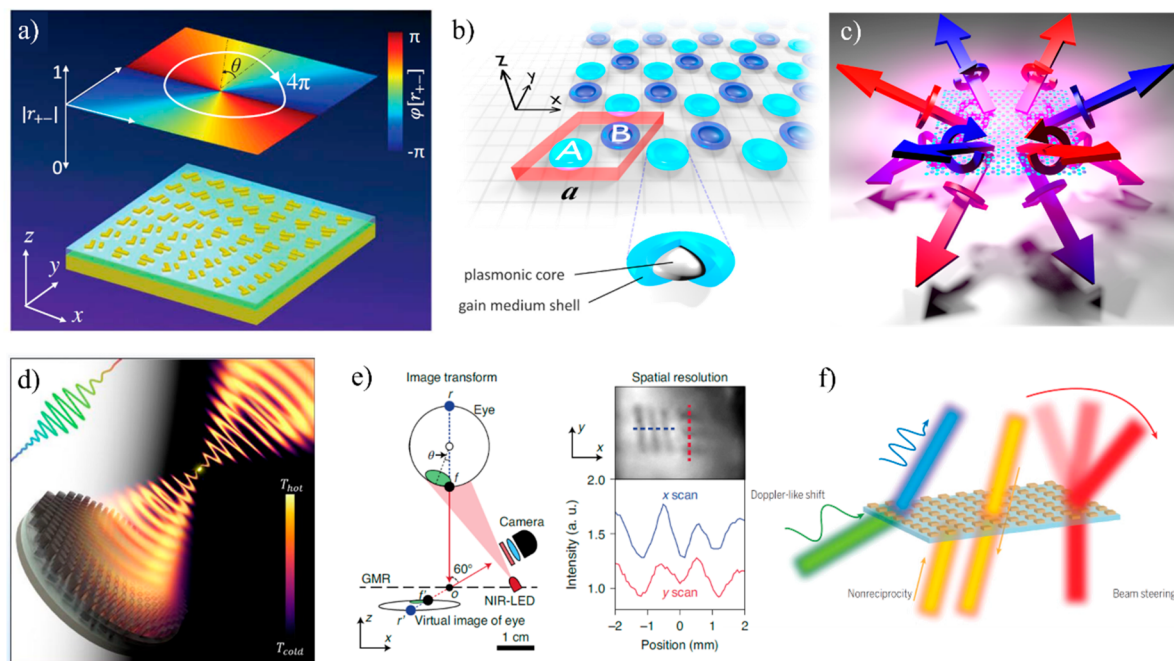 a)
π
θ
4π
1
|r₊₋|
φ[r₊₋]
-π
0
z
y
x
b)
z
y
x
A
B
a
plasmonic core
gain medium shell
c)
d)
T_hot
T_cold
e)
Image transform
r
Eye
θ
f
Camera
60°
GMR
o
f'
NIR-LED
r'
Virtual image of eye
z
x
1 cm
Spatial resolution
y
x
2.0
x scan
Intensity (a. u.)
1.5
y scan
1.0
−2 −1 0 1 2
Position (mm)
f)
Doppler-like shift
Nonreciprocity
Beam steering